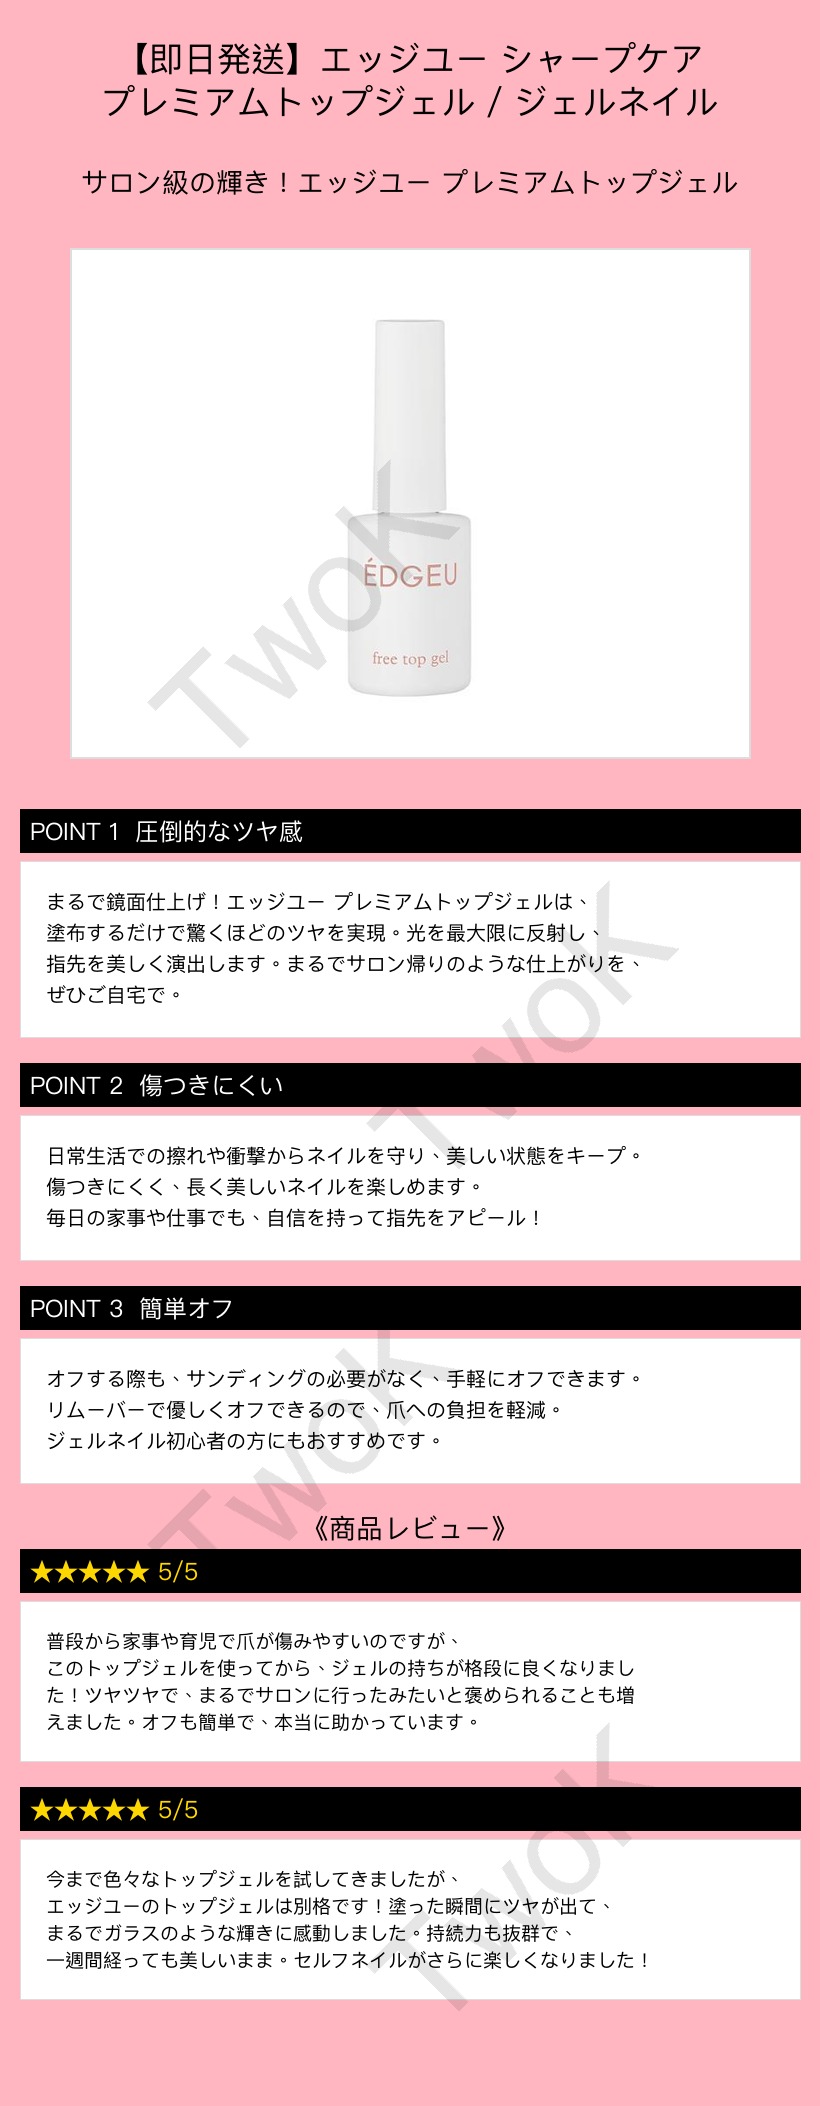 【即日発送】エッジユー シャープケア
プレミアムトップジェル / ジェルネイル
サロン級の輝き！エッジユー プレミアムトップジェル
ÉDGEU
free top gel
TwoK
POINT 1 圧倒的なツヤ感
まるで鏡面仕上げ！エッジユー プレミアムトップジェルは、
塗布するだけで驚くほどのツヤを実現。光を最大限に反射し、
指先を美しく演出します。まるでサロン帰りのような仕上がりを、
ぜひご自宅で。
TwoK
POINT 2 傷つきにくい
日常生活での擦れや衝撃からネイルを守り、美しい状態をキープ。
傷つきにくく、長く美しいネイルを楽しめます。
毎日の家事や仕事でも、自信を持って指先をアピール！
POINT 3 簡単オフ
オフする際も、サンディングの必要がなく、手軽にオフできます。
リムーバーで優しくオフできるので、爪への負担を軽減。
ジェルネイル初心者の方にもおすすめです。
TwoK
《商品レビュー》
★★★★★ 5/5
普段から家事や育児で爪が傷みやすいのですが、
このトップジェルを使ってから、ジェルの持ちが格段に良くなりまし
た！ツヤツヤで、まるでサロンに行ったみたいと褒められることも増
えました。オフも簡単で、本当に助かっています。
★★★★★ 5/5
今まで色々なトップジェルを試してきましたが、
エッジユーのトップジェルは別格です！塗った瞬間にツヤが出て、
まるでガラスのような輝きに感動しました。持続力も抜群で、
一週間経っても美しいまま。セルフネイルがさらに楽しくなりました！
TwoK